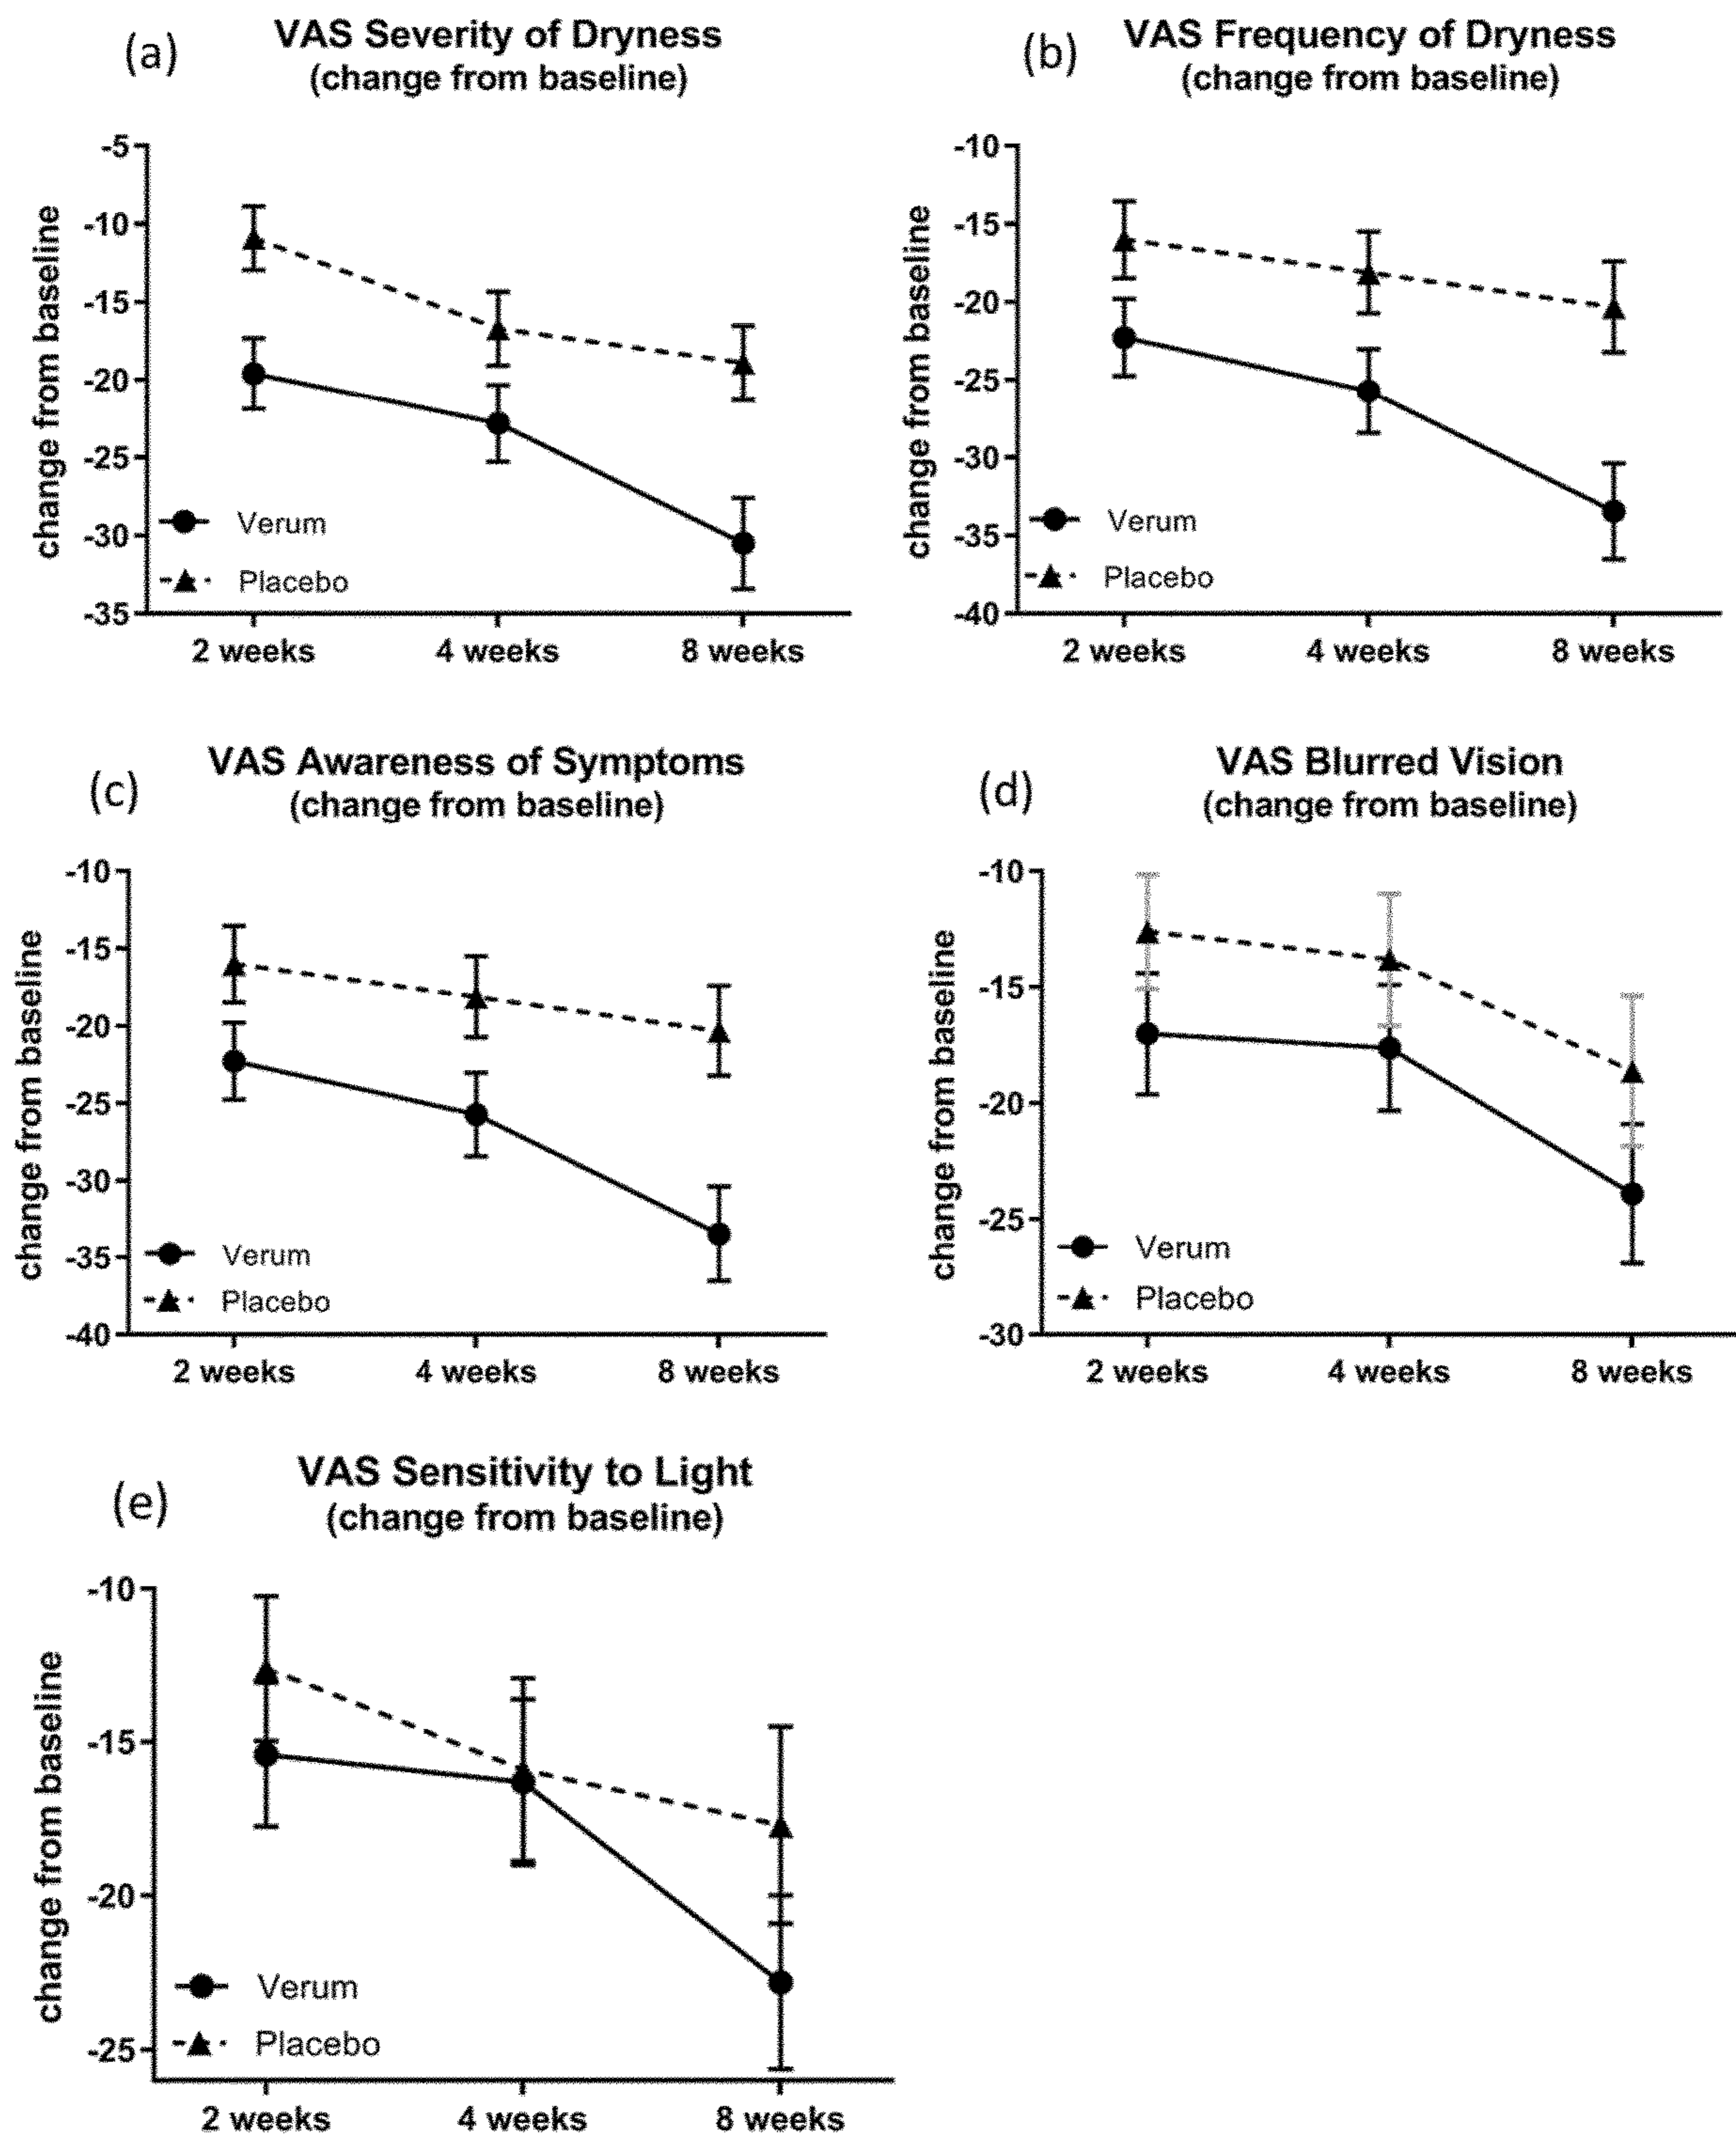 (a)
VAS Severity of Dryness
(change from baseline)
change from baseline
-5
-10
-15
-20
-25
-30
-35
Verum
Placebo
2 weeks
4 weeks
8 weeks
(b)
VAS Frequency of Dryness
(change from baseline)
change from baseline
-10
-15
-20
-25
-30
-35
-40
Verum
Placebo
2 weeks
4 weeks
8 weeks
(c)
VAS Awareness of Symptoms
(change from baseline)
change from baseline
-10
-15
-20
-25
-30
-35
-40
Verum
Placebo
2 weeks
4 weeks
8 weeks
(d)
VAS Blurred Vision
(change from baseline)
change from baseline
-10
-15
-20
-25
-30
Verum
Placebo
2 weeks
4 weeks
8 weeks
(e)
VAS Sensitivity to Light
(change from baseline)
change from baseline
-10
-15
-20
-25
Verum
Placebo
2 weeks
4 weeks
8 weeks